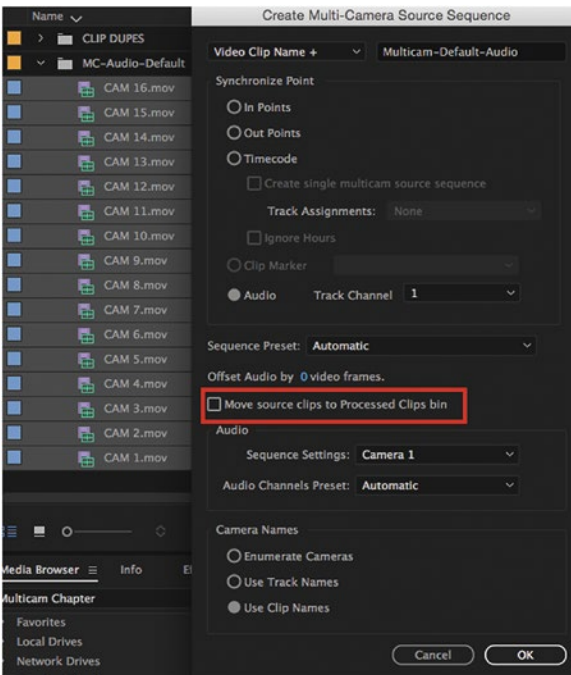 Name
CLIP DUPES
MC-Audio-Default
CAM 16.mov
CAM 15.mov
CAM 14.mov
CAM 13.mov
CAM 12.mov
CAM 11.mov
CAM 10.mov
CAM 9.mov
CAM 8.mov
CAM 7.mov
CAM 6.mov
CAM 5.mov
CAM 4.mov
CAM 3.mov
CAM 2.mov
CAM 1.mov
Media Browser
Info
Multicam Chapter
Favorites
Local Drives
Network Drives
Create Multi-Camera Source Sequence
Video Clip Name + Multicam-Default-Audio
Synchronize Point
In Points
Out Points
Timecode
Create single multicam source sequence
Track Assignments: None
Ignore Hours
Clip Marker
Audio Track Channel 1
Sequence Preset: Automatic
Offset Audio by 0 video frames.
Move source clips to Processed Clips bin
Audio
Sequence Settings: Camera 1
Audio Channels Preset: Automatic
Camera Names
Enumerate Cameras
Use Track Names
Use Clip Names
Cancel OK